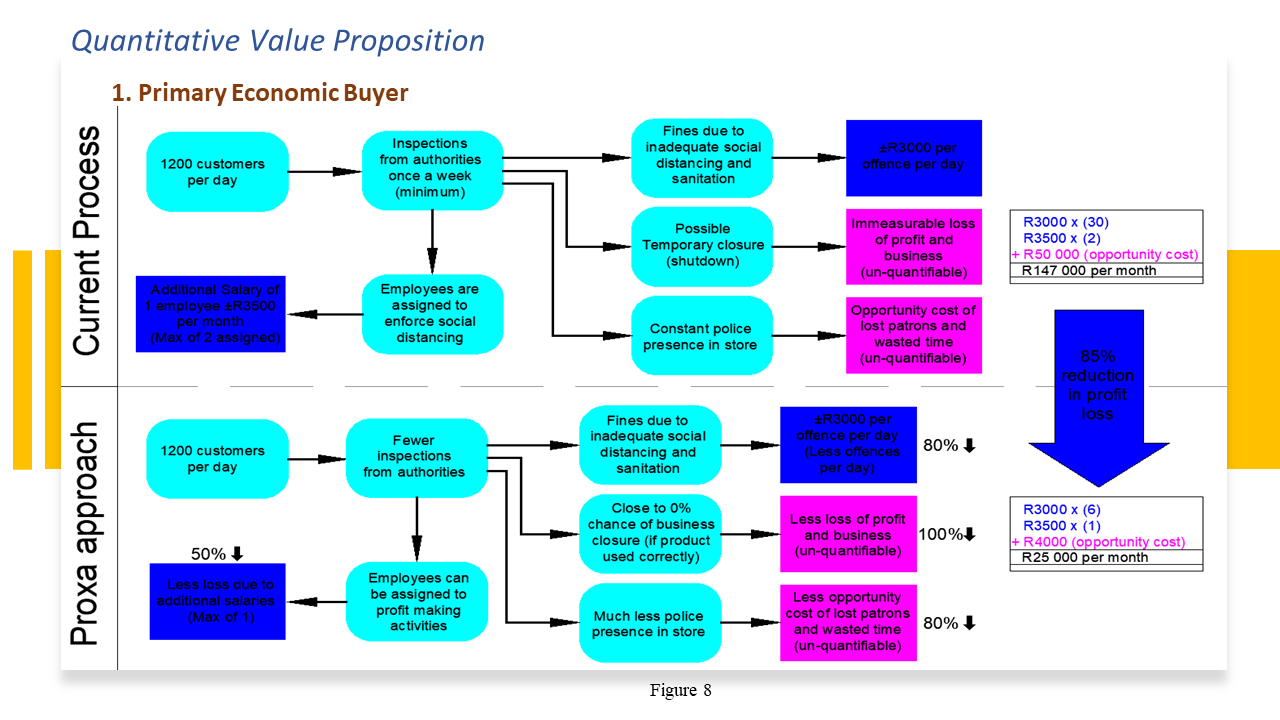 Quantitative Value Proposition
1. Primary Economic Buyer
Current Process
1200 customers
per day
Inspections
from authorities
once a week
(minimum)
Fines due to
inadequate social
distancing and
sanitation
±R3000 per
offence per day
Possible
Temporary closure
(shutdown)
Immeasurable loss
of profit and
business
(un-quantifiable)
R3000 x (30)
R3500 x (2)
+ R50 000 (opportunity cost)
R147 000 per month
Additional Salary of
1 employee ±R3500
per month
(Max of 2 assigned)
Employees are
assigned to
enforce social
distancing
Constant police
presence in store
Opportunity cost of
lost patrons and
wasted time
(un-quantifiable)
85%
reduction
in profit
loss
Proxa approach
1200 customers
per day
Fewer
inspections
from authorities
Fines due to
inadequate social
distancing and
sanitation
±R3000 per
offence per day
(Less offences
per day)
80%
Close to 0%
chance of business
closure (if product
used correctly)
Less loss of profit
and business
(un-quantifiable)
100%
R3000 x (6)
R3500 x (1)
+ R4000 (opportunity cost)
R25 000 per month
50%
Less loss due to
additional salaries
(Max of 1)
Employees can
be assigned to
profit making
activities
Much less police
presence in store
Less opportunity
cost of lost patrons
and wasted time
(un-quantifiable)
80%
Figure 8